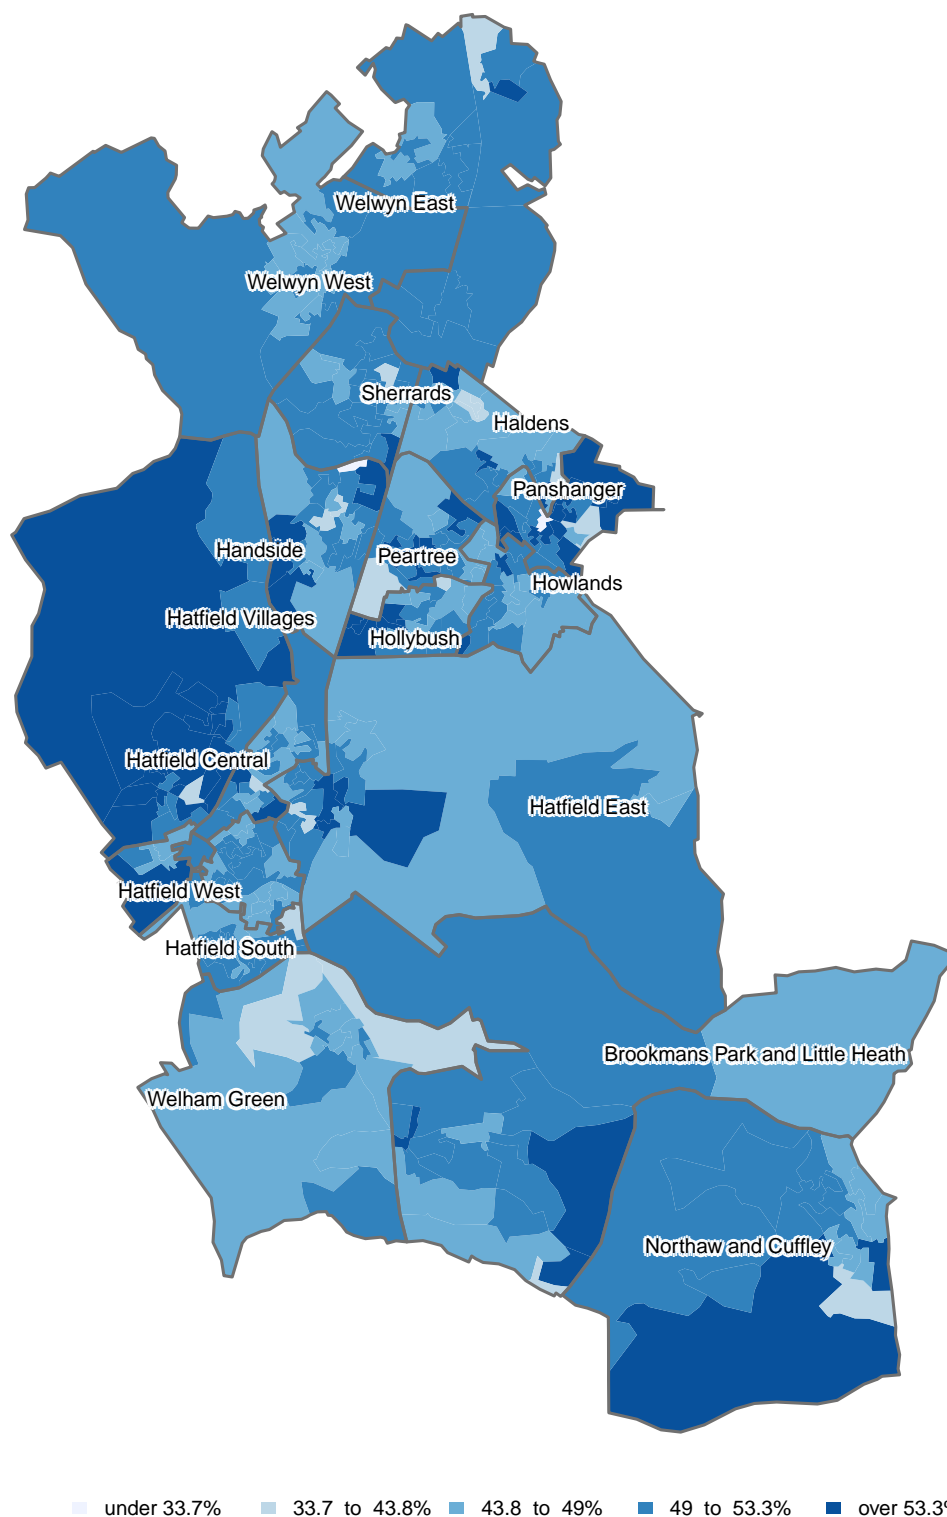 Welwyn East
Welwyn West
Sherrards
Haldens
Panshanger
Handside
Peartree
Howlands
Hatfield Villages
Hollybush
Hatfield Central
Hatfield East
Hatfield West
Hatfield South
Brookmans Park and Little Heath
Welham Green
Northaw and Cuffley
under 33.7% 33.7 to 43.8% 43.8 to 49% 49 to 53.3% over 53.3%